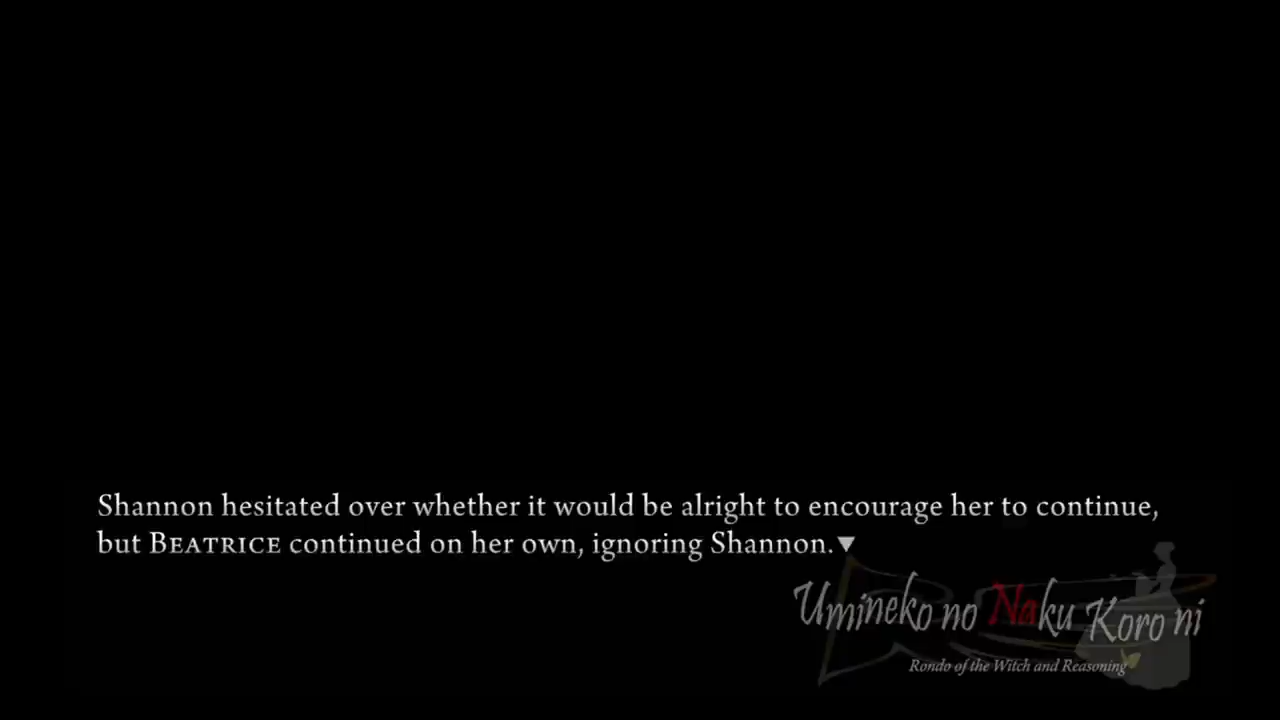 Shannon hesitated over whether it would be alright to encourage her to continue,
but BEATRICE continued on her own, ignoring Shannon.
Umineko no Naku Koro ni
Rondo of the Witch and Reasoning